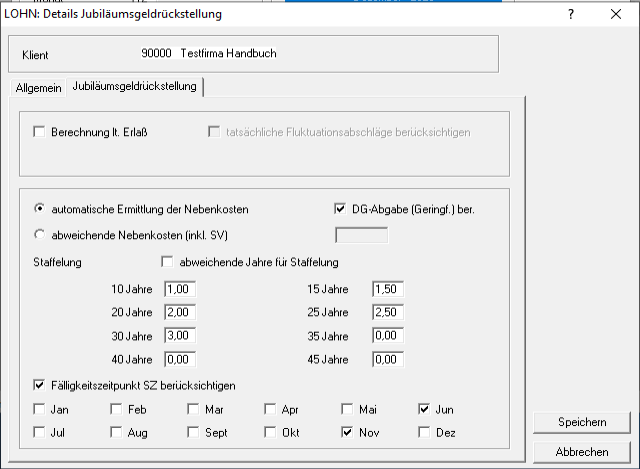 LOHN: Details Jubiläumsgeldrückstellung
Klient 90000 Testfirma Handbuch
Allgemein Jubiläumsgeldrückstellung
Berechnung lt. Erlaß tatsächliche Fluktuationsabschläge berücksichtigen
automatische Ermittlung der Nebenkosten DG-Abgabe (Geringf.) ber.
abweichende Nebenkosten (inkl. SV)
Staffelung abweichende Jahre für Staffelung
10 Jahre 1,00 15 Jahre 1,50
20 Jahre 2,00 25 Jahre 2,50
30 Jahre 3,00 35 Jahre 0,00
40 Jahre 0,00 45 Jahre 0,00
Fälligkeitszeitpunkt SZ berücksichtigen
Jan Feb Mar Apr Mai Jun
Jul Aug Sept Okt Nov Dez
Speichern
Abbrechen